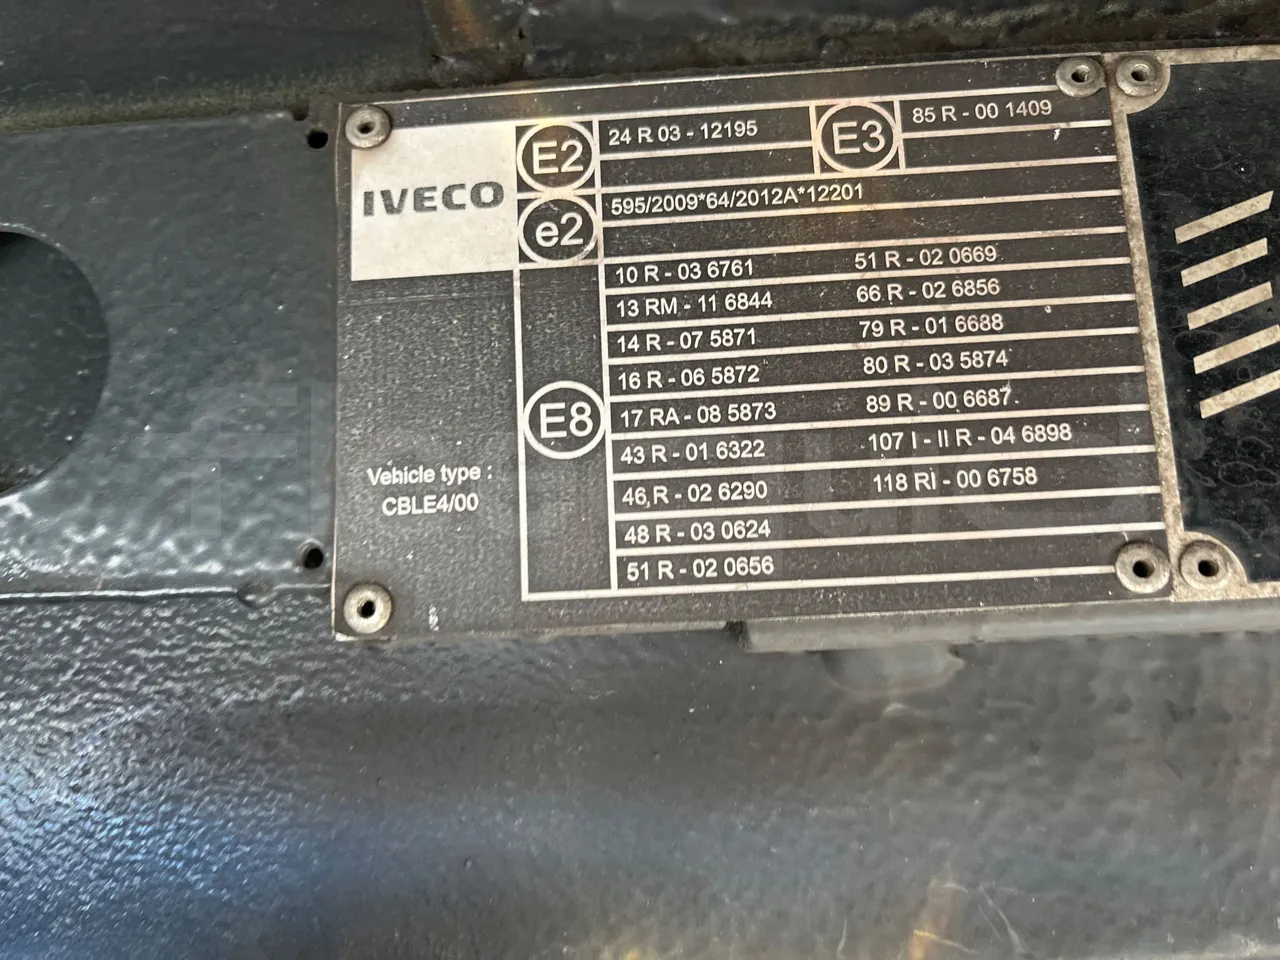 IVECO
E2
24 R 03 - 12195
E3
85 R - 00 1409
e2
595/2009*64/2012A*12201
E8
10 R - 03 6761
51 R - 02 0669
13 RM - 11 6844
66 R - 02 6856
14 R - 07 5871
79 R - 01 6688
16 R - 06 5872
80 R - 03 5874
17 RA - 08 5873
89 R - 00 6687
43 R - 01 6322
107 I - II R - 04 6898
46 R - 02 6290
118 RI - 00 6758
48 R - 03 0624
51 R - 02 0656
Vehicle type :
CBLE4/00